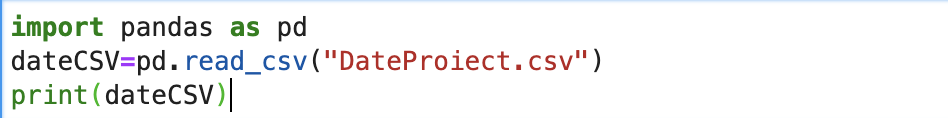 import pandas as pd
dateCSV=pd.read_csv("DateProiect.csv")
print(dateCSV)